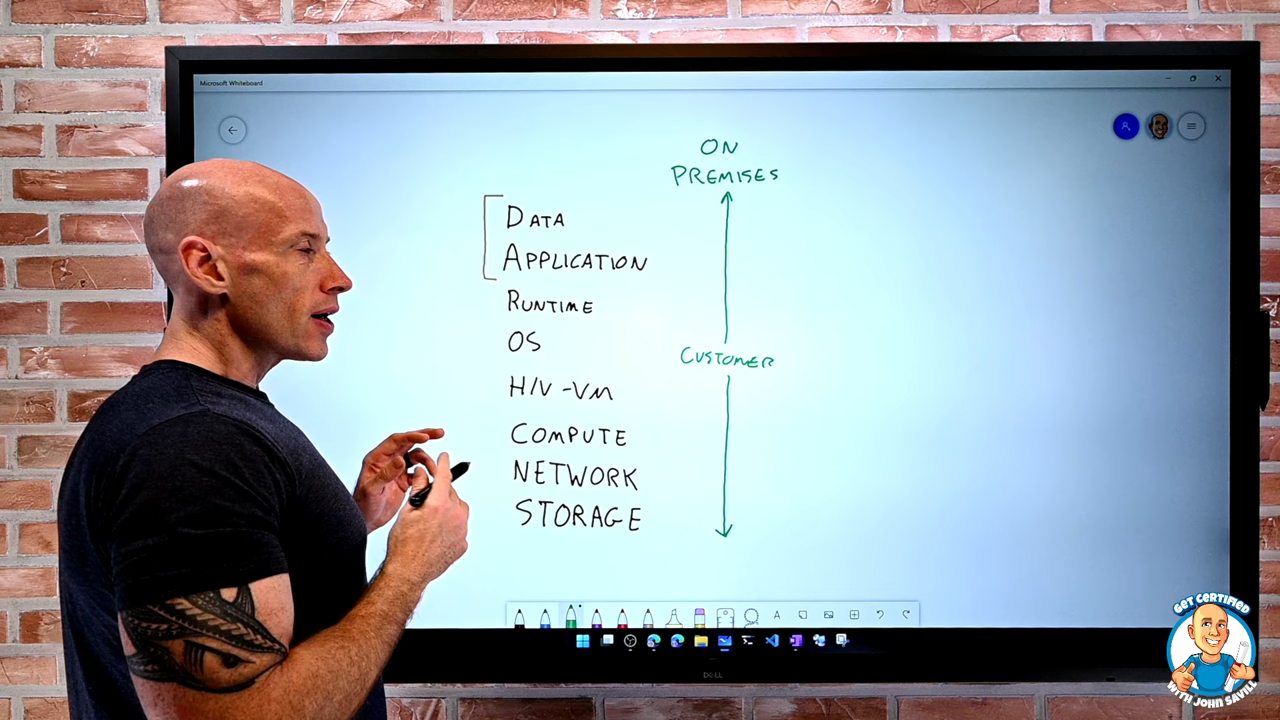 Microsoft Whiteboard
ON
PREMISES
DATA
APPLICATION
RUNTIME
OS
H/V -VM
CUSTOMER
COMPUTE
NETWORK
STORAGE
A
DELL
GET CERTIFIED
WITH JOHN SAVILL